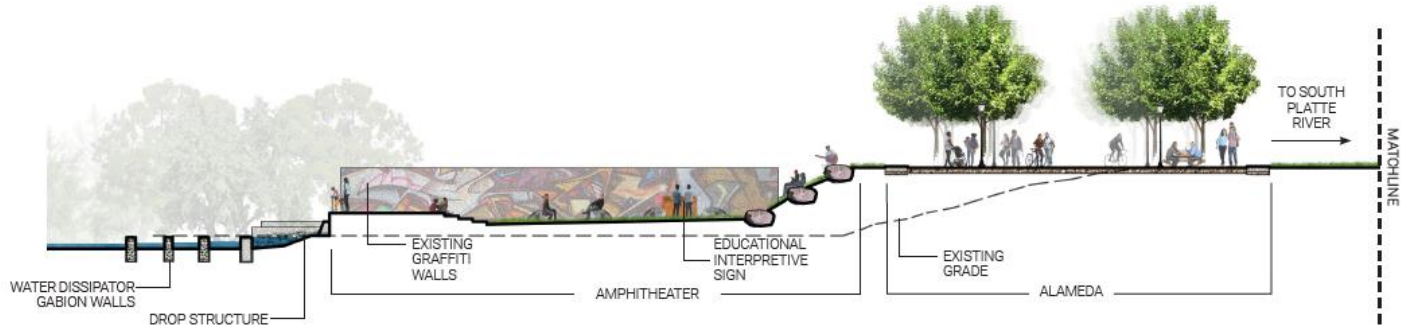 TO SOUTH
PLATTE
RIVER
MATCHLINE
WATER DISSIPATOR
GABION WALLS
DROP STRUCTURE
EXISTING
GRAFFITI
WALLS
EDUCATIONAL
INTERPRETIVE
SIGN
AMPHITHEATER
EXISTING
GRADE
ALAMEDA